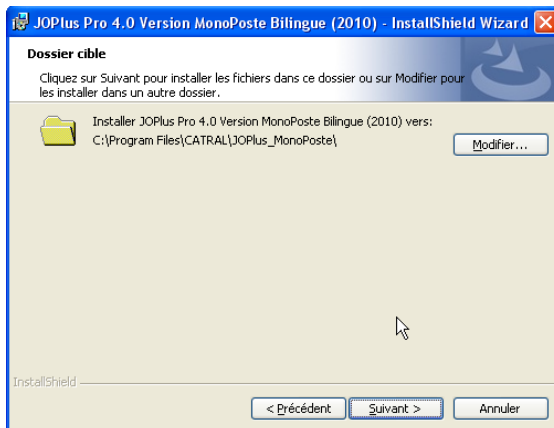 JOPlus Pro 4.0 Version MonoPoste Bilingue (2010) - InstallShield Wizard
Dossier cible
Cliquez sur Suivant pour installer les fichiers dans ce dossier ou sur Modifier pour
les installer dans un autre dossier.
Installer JOPlus Pro 4.0 Version MonoPoste Bilingue (2010) vers:
C:\Program Files\CATRAL\JOPlus_MonoPoste\
Modifier...
InstallShield
< Précédent
Suivant >
Annuler